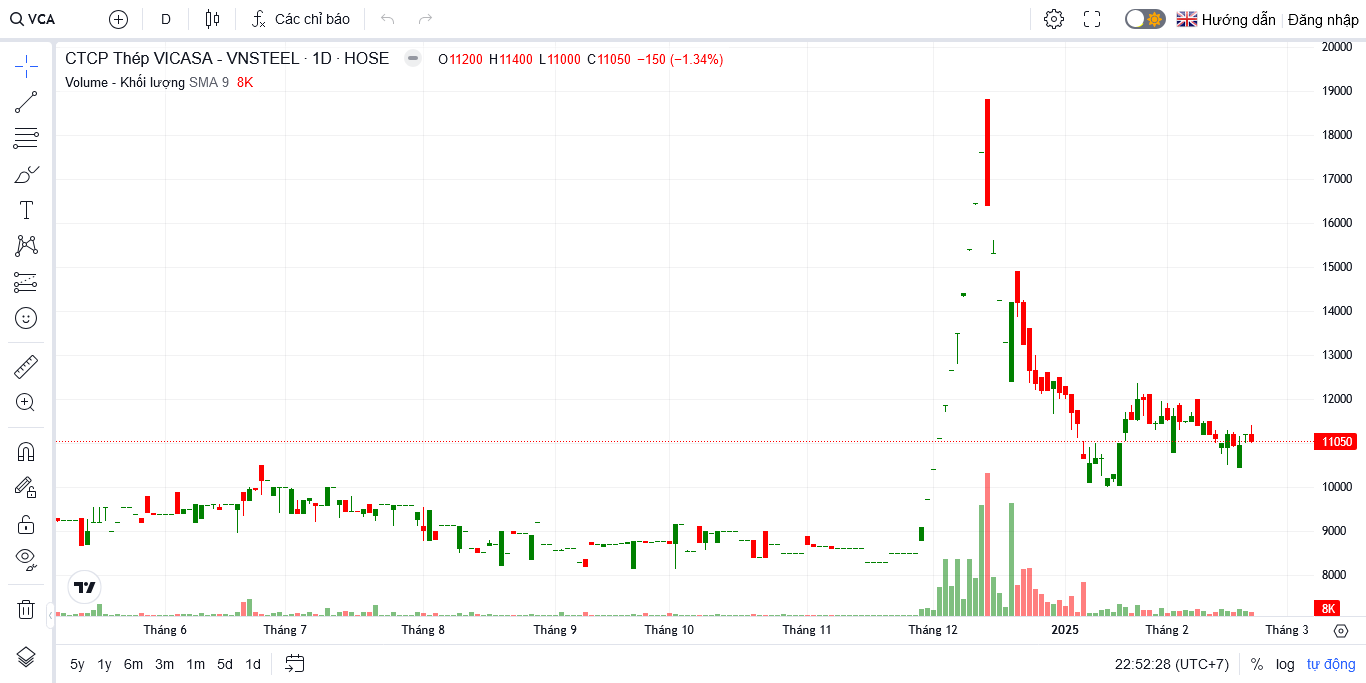 VCA D Các chỉ báo Hướng dẫn Đăng nhập
CTCP Thép VICASA - VNSTEEL · 1D · HOSE O11200 H11400 L11000 C11050 −150 (−1.34%)
Volume - Khối lượng SMA 9 8K
20000
19000
18000
17000
16000
15000
14000
13000
12000
11050
10000
9000
8000
8K
Tháng 6 Tháng 7 Tháng 8 Tháng 9 Tháng 10 Tháng 11 Tháng 12 2025 Tháng 2 Tháng 3
5y 1y 6m 3m 1m 5d 1d 22:52:28 (UTC+7) % log tự động